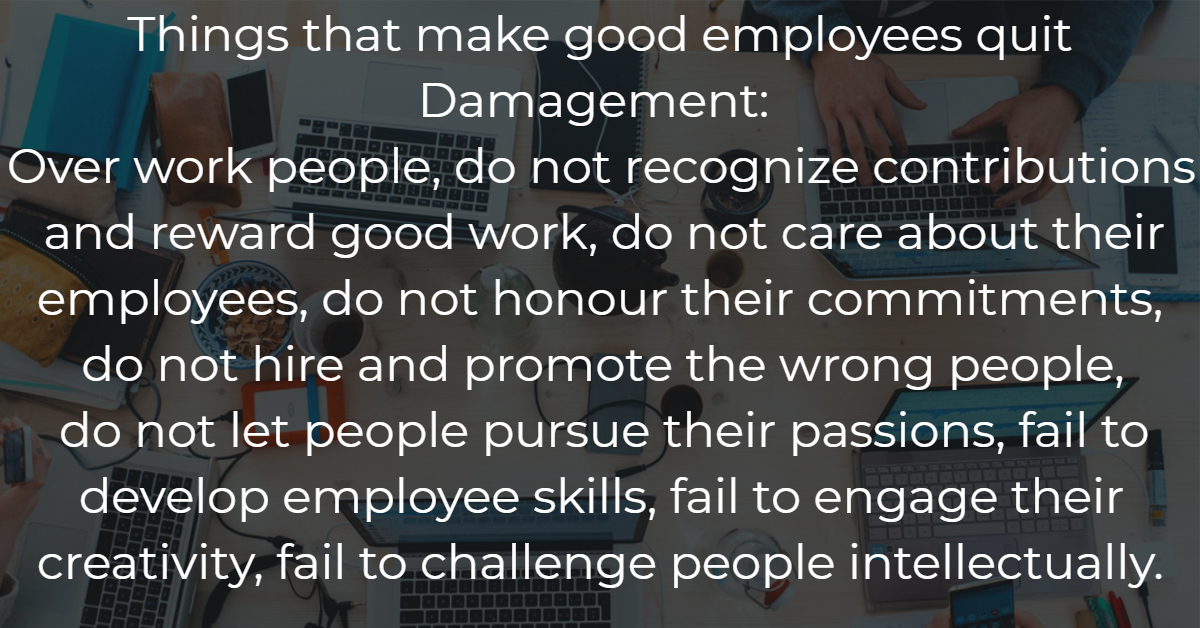 Things that make good employees quit
Damagement:
Over work people, do not recognize contributions
and reward good work, do not care about their
employees, do not honour their commitments,
do not hire and promote the wrong people,
do not let people pursue their passions, fail to
develop employee skills, fail to engage their
creativity, fail to challenge people intellectually.